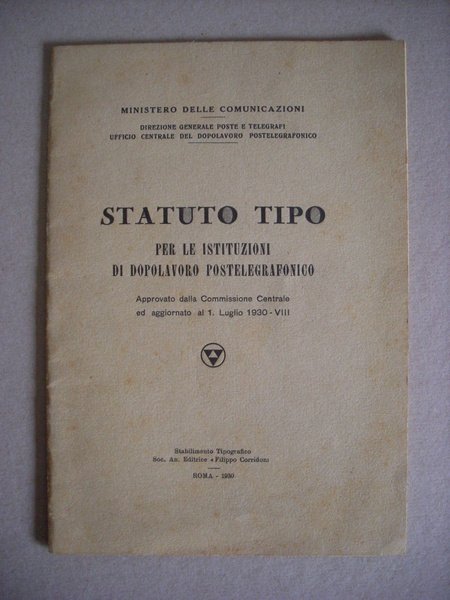 MINISTERO DELLE COMUNICAZIONI
DIREZIONE GENERALE POSTE E TELEGRAFI
UFFICIO CENTRALE DEL DOPOLAVORO POSTELEGRAFONICO
STATUTO TIPO
PER LE ISTITUZIONI
DI DOPOLAVORO POSTELEGRAFONICO
Approvato dalla Commissione Centrale
ed aggiornato al 1. Luglio 1930 - VIII
Stabilimento Tipografico
Soc. An. Editrice «Filippo Corridoni
ROMA - 1930